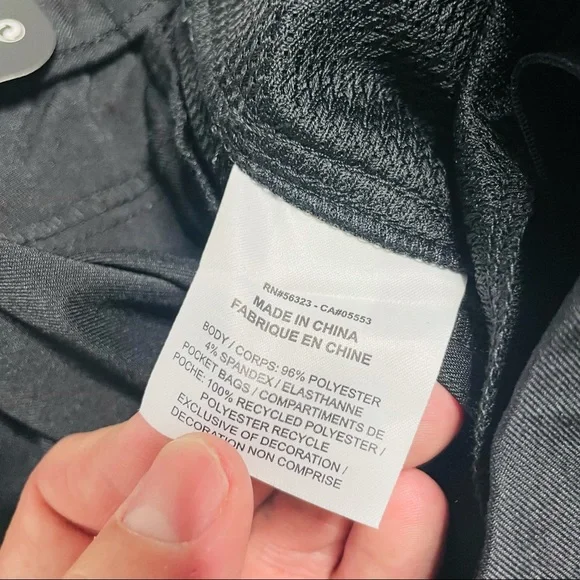 RN#56323 - CA#05553
MADE IN CHINA
FABRIQUE EN CHINE
BODY / CORPS: 96% POLYESTER
4% SPANDEX / ELASTHANNE
POCKET BAGS / COMPARTIMENTS DE
POCHE: 100% RECYCLED POLYESTER /
POLYESTER RECYCLE
EXCLUSIVE OF DECORATION /
DECORATION NON COMPRISE